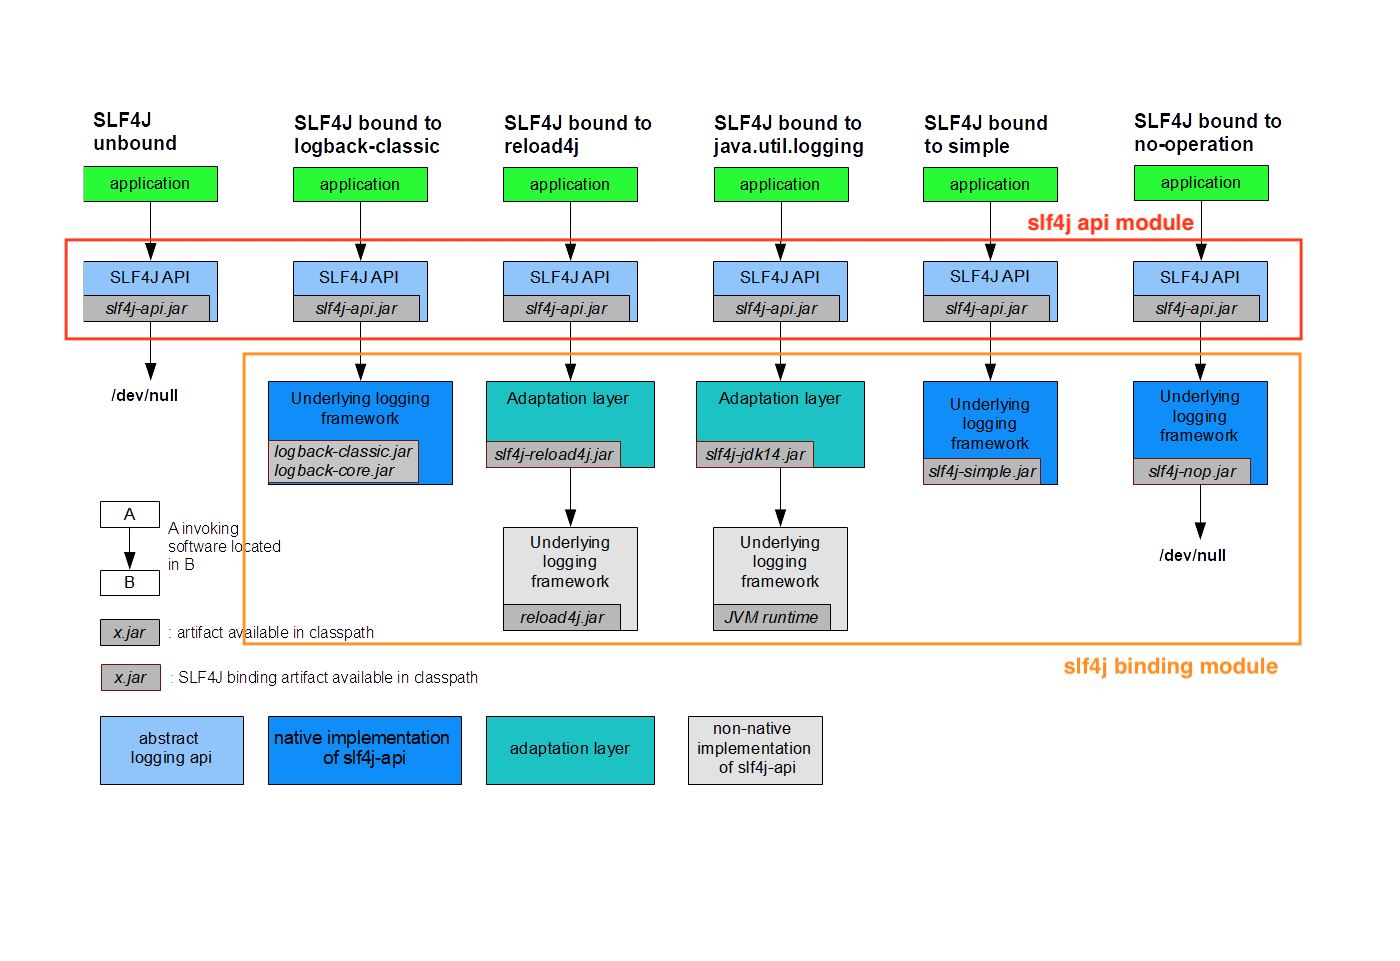 SLF4J
unbound
SLF4J bound to
logback-classic
SLF4J bound to
reload4j
SLF4J bound to
java.util.logging
SLF4J bound
to simple
SLF4J bound to
no-operation
application
application
application
application
application
application
slf4j api module
SLF4J API
slf4j-api.jar
SLF4J API
slf4j-api.jar
SLF4J API
slf4j-api.jar
SLF4J API
slf4j-api.jar
SLF4J API
slf4j-api.jar
SLF4J API
slf4j-api.jar
/dev/null
Underlying logging
framework
logback-classic.jar
logback-core.jar
Adaptation layer
slf4j-reload4j.jar
Adaptation layer
slf4j-jdk14.jar
Underlying
logging
framework
slf4j-simple.jar
Underlying
logging
framework
slf4j-nop.jar
A
B
A invoking
software located
in B
Underlying
logging
framework
reload4j.jar
Underlying
logging
framework
JVM runtime
/dev/null
x.jar
: artifact available in classpath
slf4j binding module
x.jar
: SLF4J binding artifact available in classpath
abstract
logging api
native implementation
of slf4j-api
adaptation layer
non-native
implementation
of slf4j-api